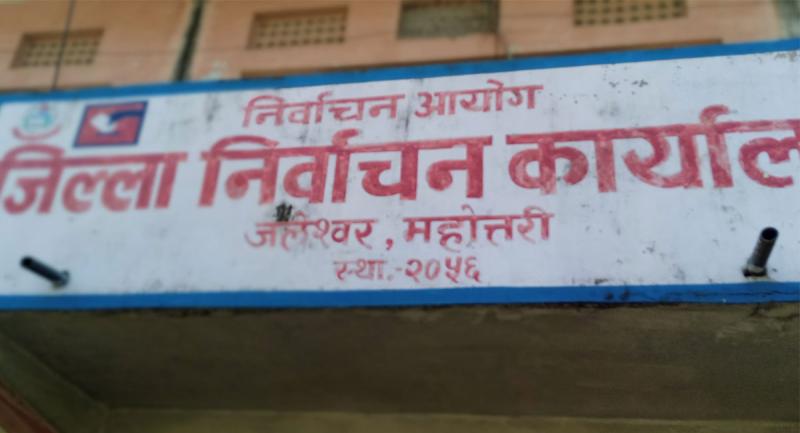 निर्वाचन आयोग
जिल्ला निर्वाचन कार्याल
जलेश्वर, महोत्तरी
स्था.-२०५६